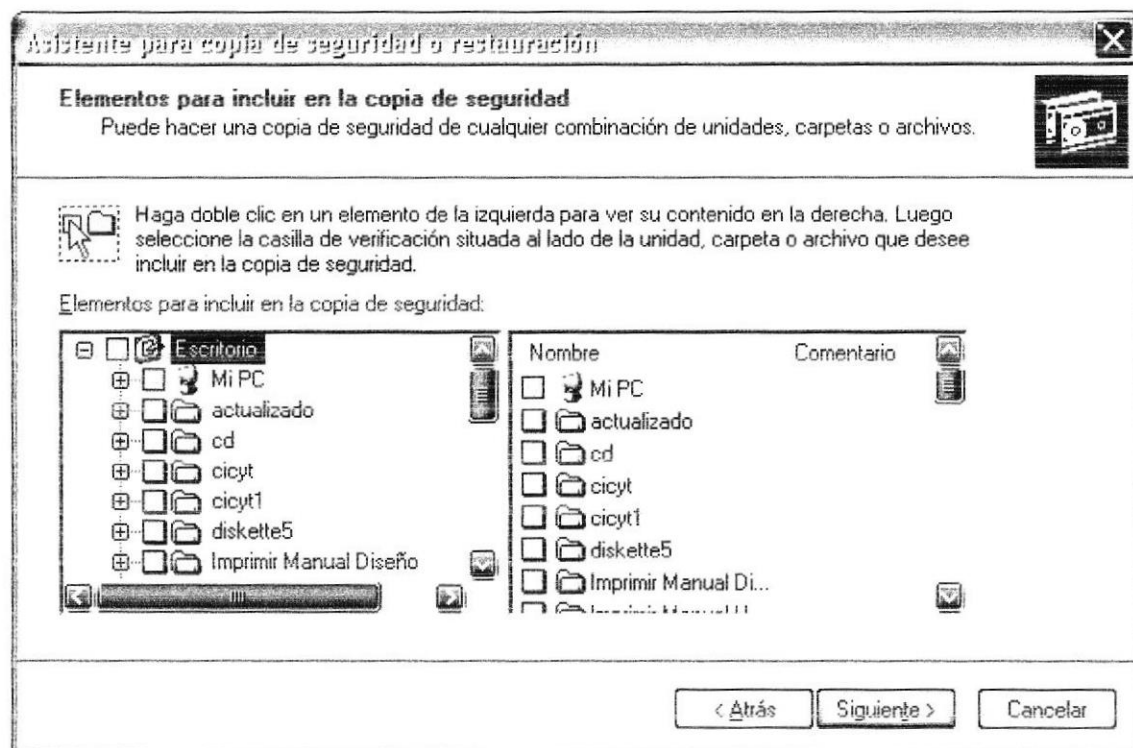 Asistente para copia de seguridad o restauración
Elementos para incluir en la copia de seguridad
Puede hacer una copia de seguridad de cualquier combinación de unidades, carpetas o archivos.
Haga doble clic en un elemento de la izquierda para ver su contenido en la derecha. Luego
seleccione la casilla de verificación situada al lado de la unidad, carpeta o archivo que desee
incluir en la copia de seguridad.
Elementos para incluir en la copia de seguridad:
Escritorio
Mi PC
actualizado
cd
cicyt
cicyt1
diskette5
Imprimir Manual Diseño
Nombre Comentario
Mi PC
actualizado
cd
cicyt
cicyt1
diskette5
Imprimir Manual Di...
< Atrás Siguiente > Cancelar